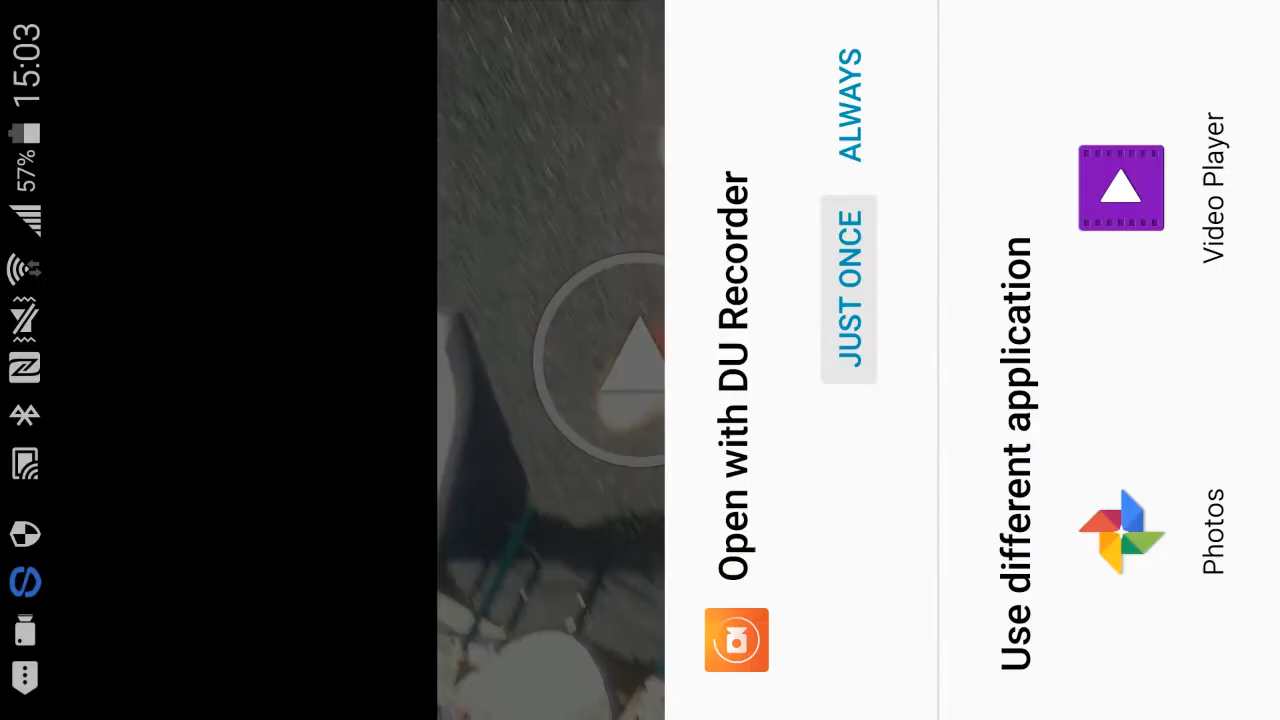 57% 15:03
Open with DU Recorder
JUST ONCE ALWAYS
Use different application
Photos Video Player